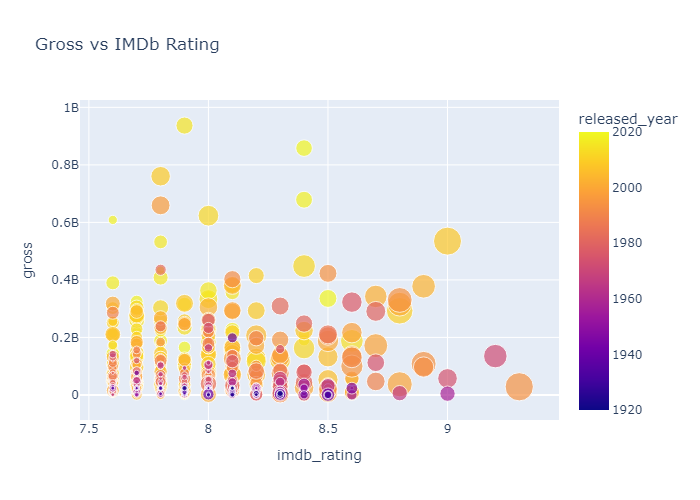 Gross vs IMDb Rating
released_year
1B
0.8B
0.6B
0.4B
0.2B
0
gross
7.5
8
8.5
9
imdb_rating
2020
2000
1980
1960
1940
1920